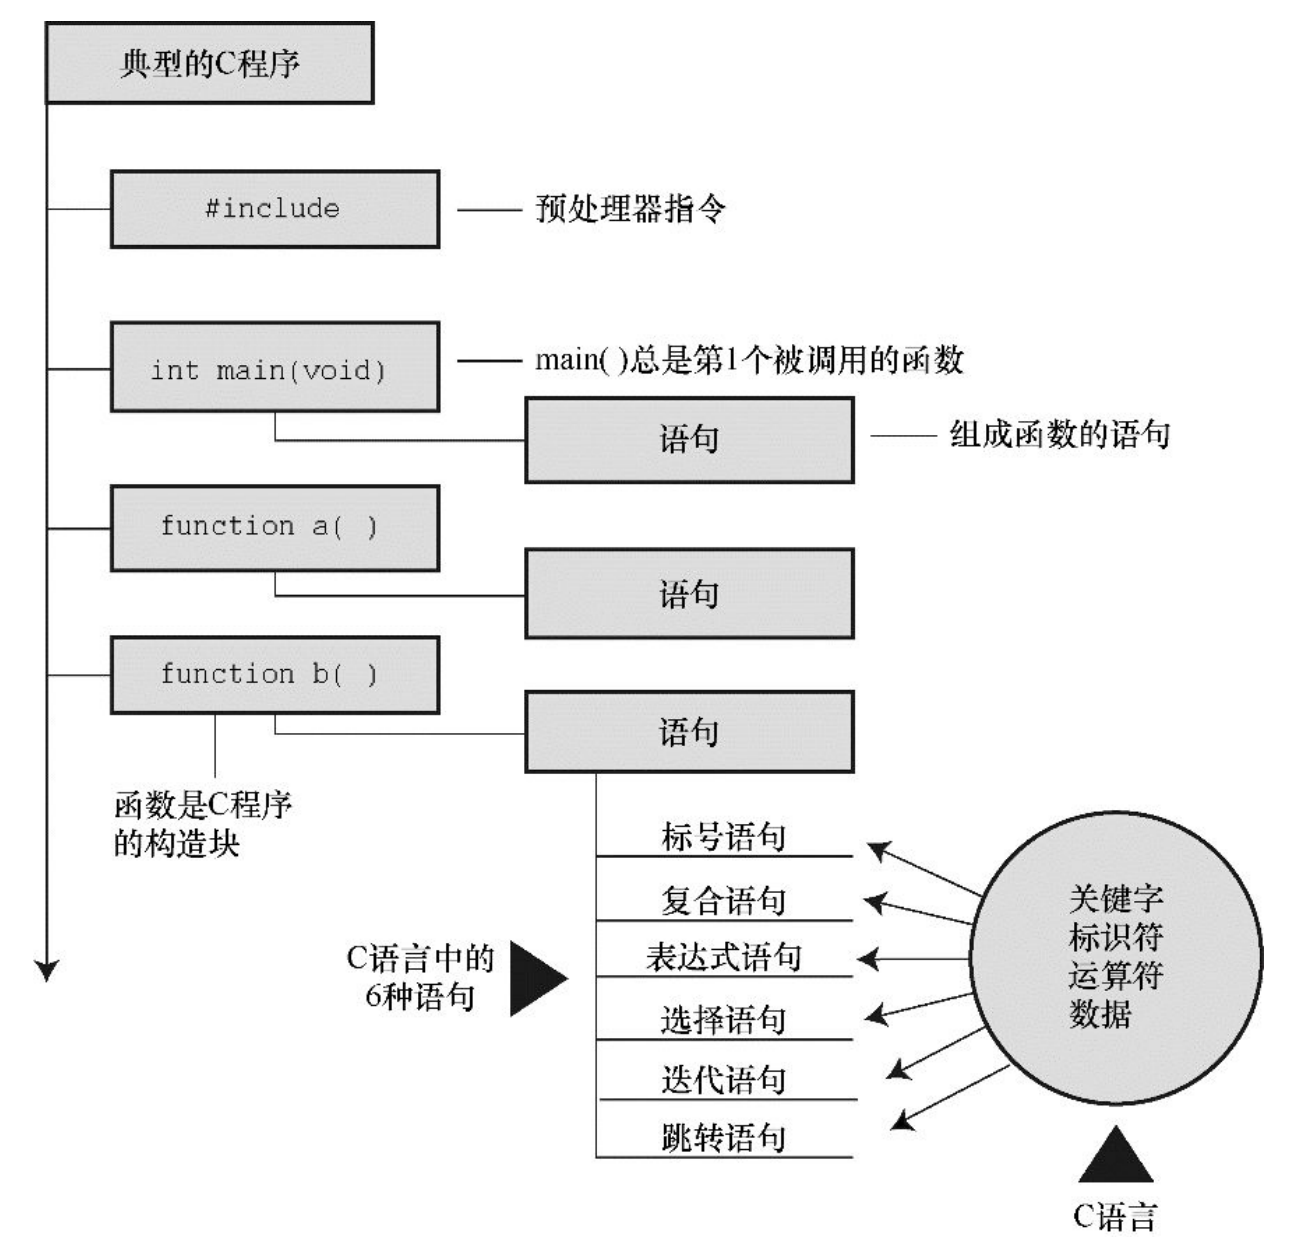 典型的C程序
#include
预处理器指令
int main(void)
main( )总是第1个被调用的函数
语句
组成函数的语句
function a( )
语句
function b( )
语句
函数是C程序
的构造块
标号语句
复合语句
表达式语句
选择语句
迭代语句
跳转语句
C语言中的
6种语句
关键字
标识符
运算符
数据
C语言